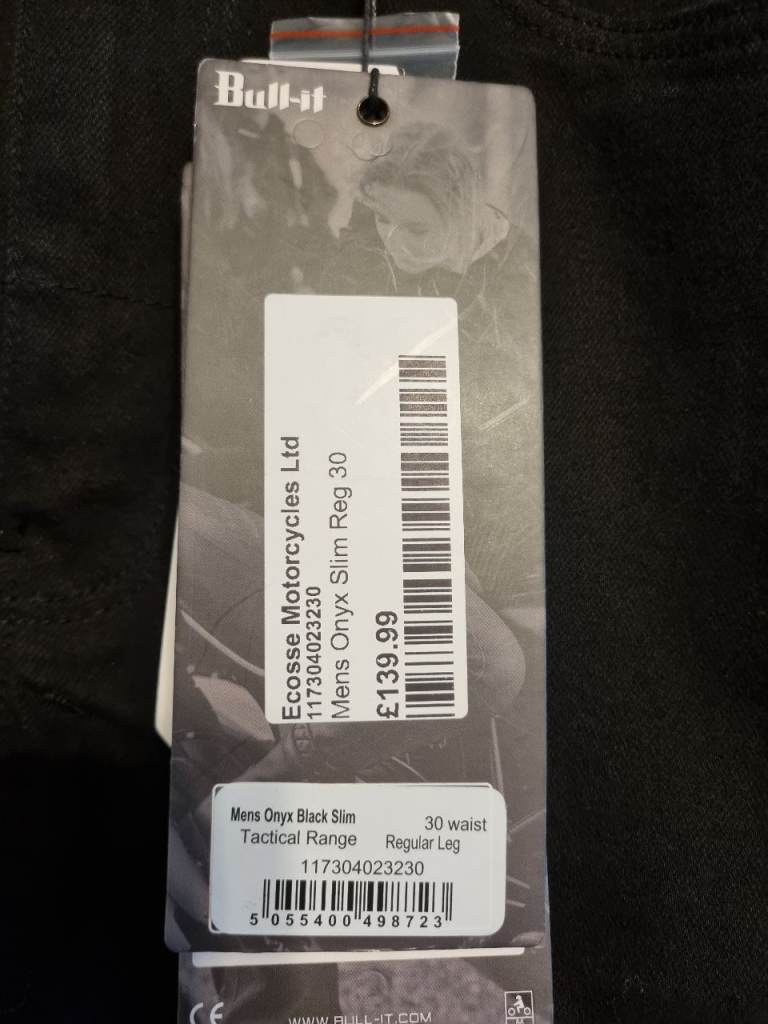 Bull-it
Ecosse Motorcycles Ltd
117304023230
Mens Onyx Slim Reg 30
£139.99
Mens Onyx Black Slim
30 waist
Tactical Range
Regular Leg
117304023230
5 055400 498723
CE
WWW.BULL-IT.COM